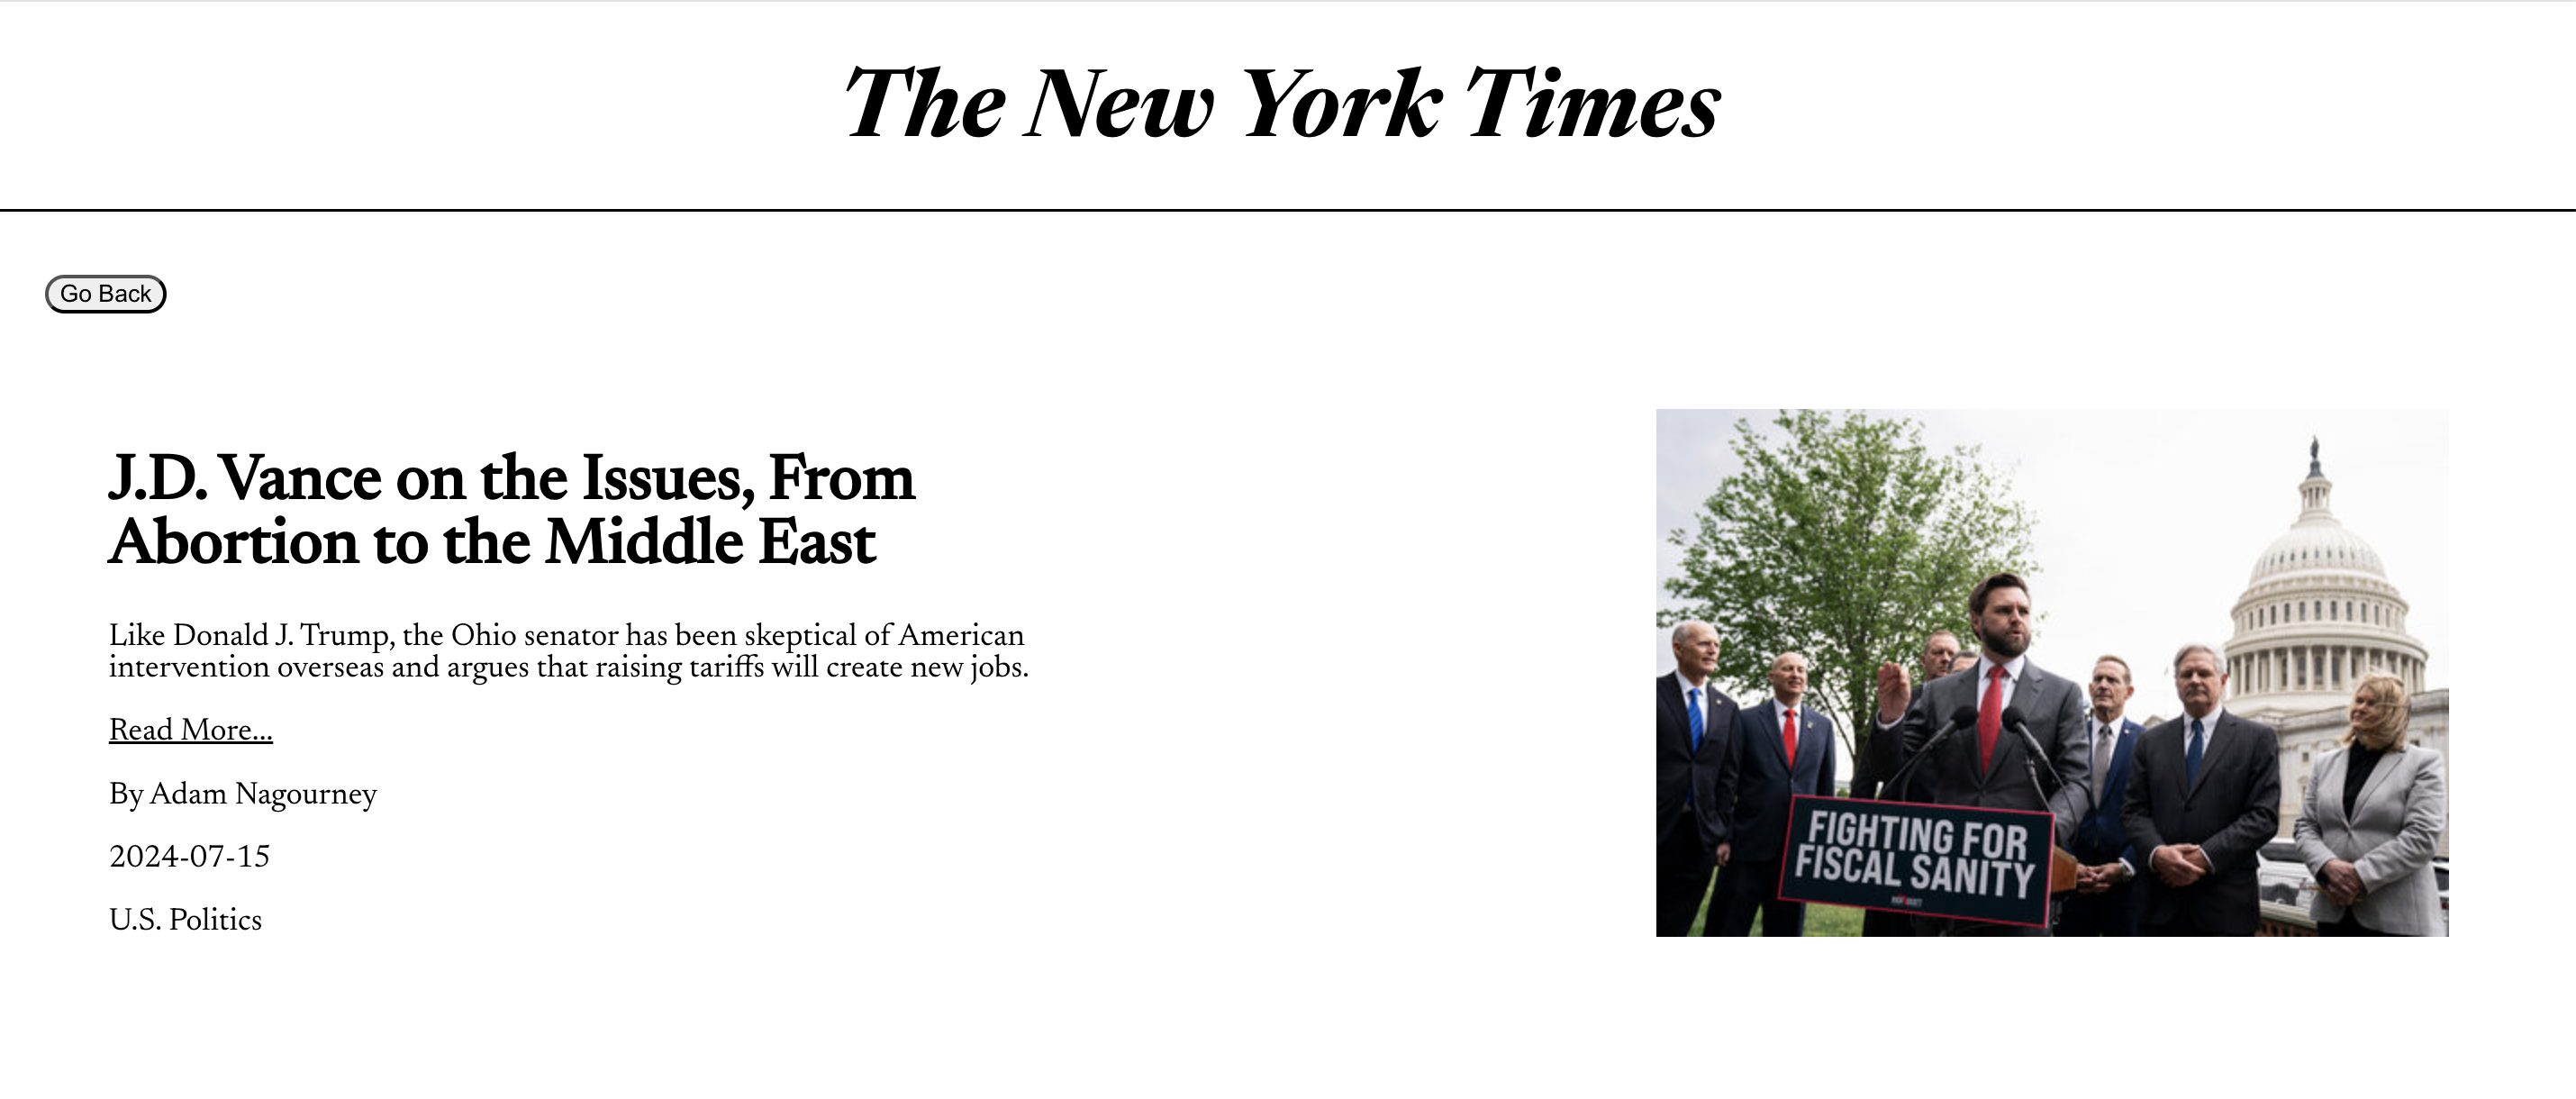 The New York Times
Go Back
J.D. Vance on the Issues, From
Abortion to the Middle East
Like Donald J. Trump, the Ohio senator has been skeptical of American
intervention overseas and argues that raising tariffs will create new jobs.
Read More...
By Adam Nagourney
2024-07-15
U.S. Politics
FIGHTING FOR
FISCAL SANITY